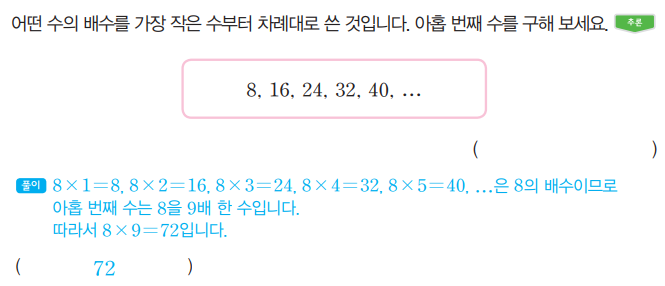 어떤 수의 배수를 가장 작은 수부터 차례대로 쓴 것입니다. 아홉 번째 수를 구해 보세요. 추론
8, 16, 24, 32, 40, …
( )
풀이 8×1=8, 8×2=16, 8×3=24, 8×4=32, 8×5=40, …은 8의 배수이므로
아홉 번째 수는 8을 9배 한 수입니다.
따라서 8×9=72입니다.
( 72 )